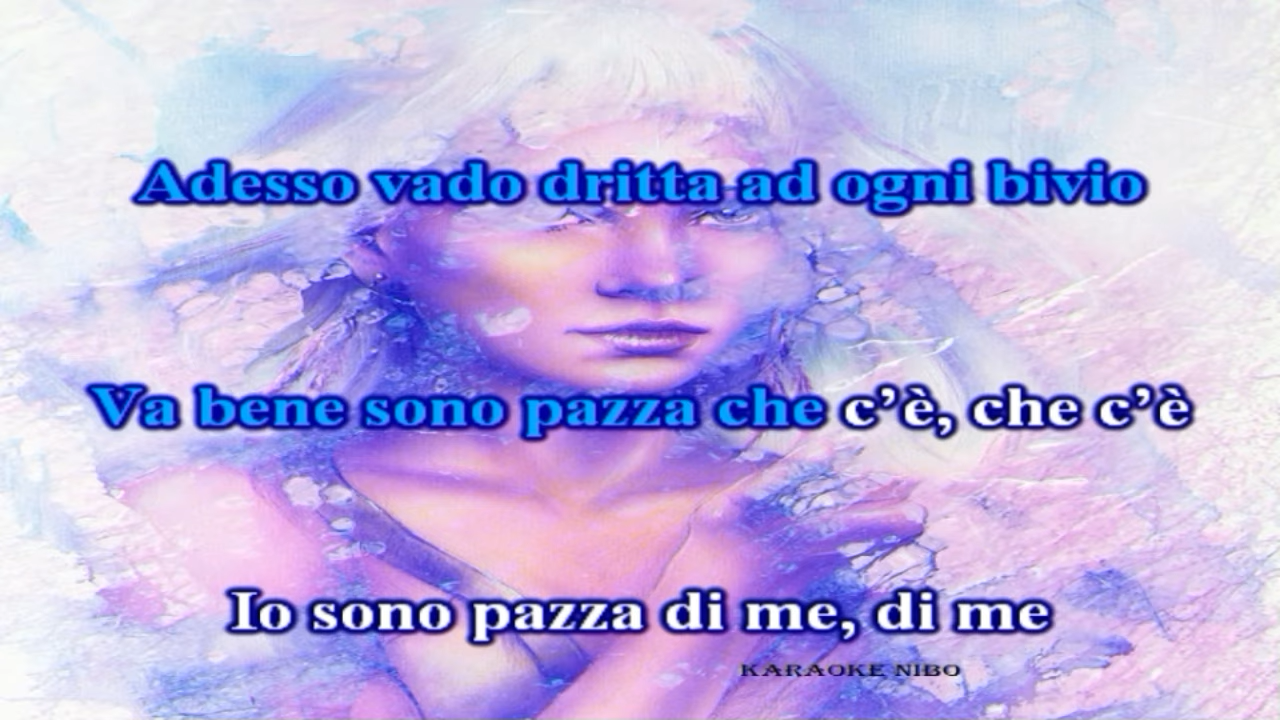 Adesso vado dritta ad ogni bivio
Va bene sono pazza che c’è, che c’è
Io sono pazza di me, di me
KARAOKE NIBO